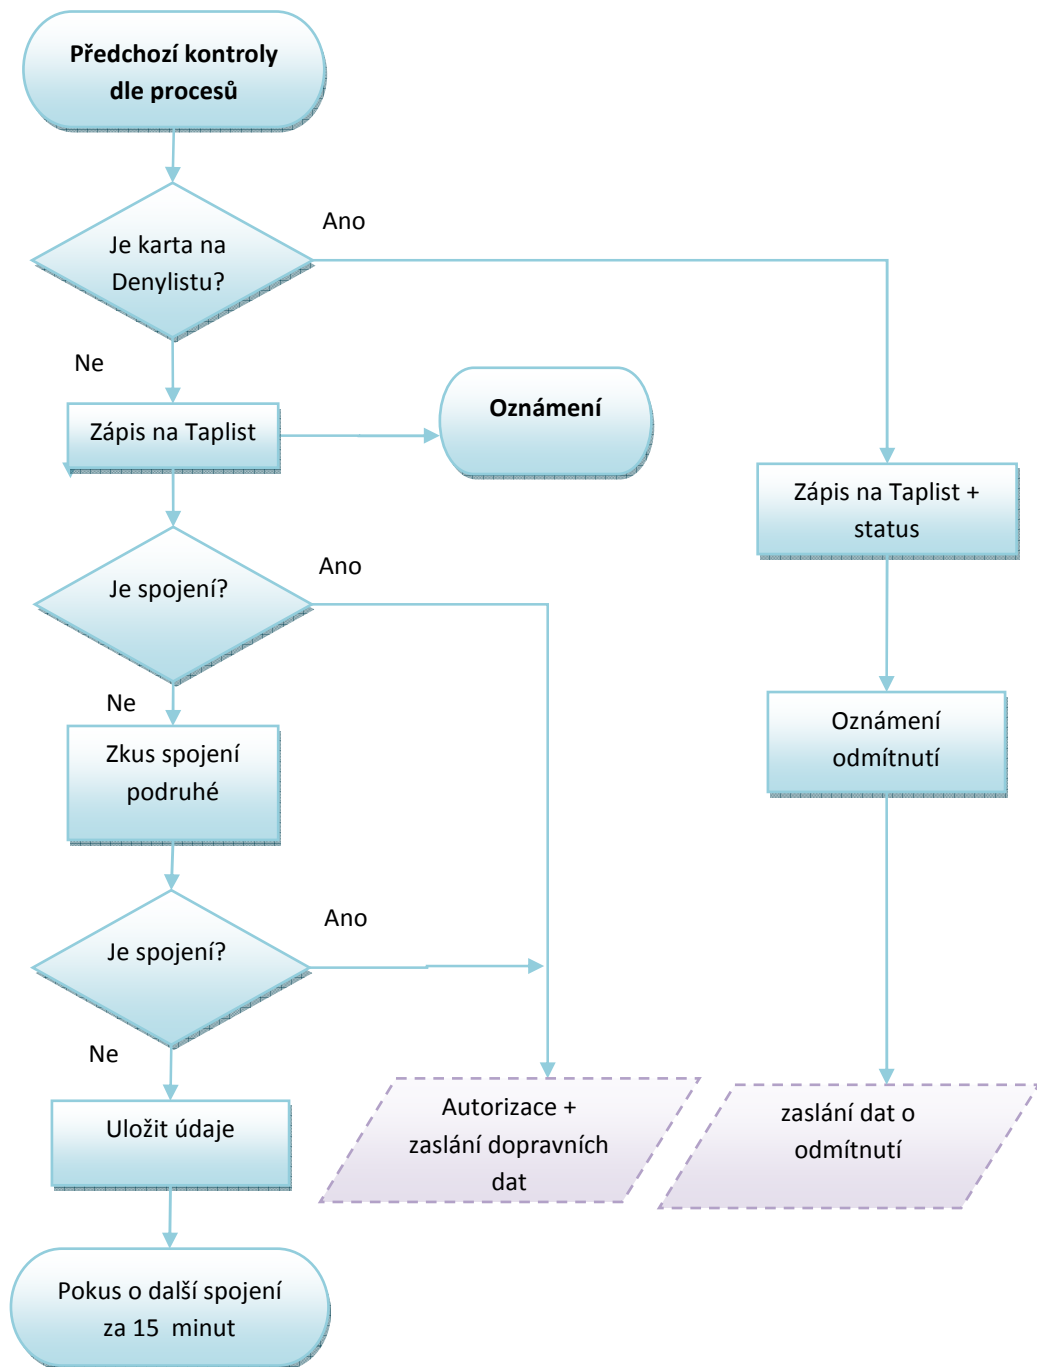 Předchozí kontroly
dle procesů
Ano
Je karta na
Denylistu?
Ne
Zápis na Taplist
Oznámení
Zápis na Taplist +
status
Je spojení?
Ano
Ne
Zkus spojení
podruhé
Oznámení
odmítnutí
Je spojení?
Ano
Ne
Uložit údaje
Autorizace +
zaslání dopravních
dat
zaslání dat o
odmítnutí
Pokus o další spojení
za 15  minut